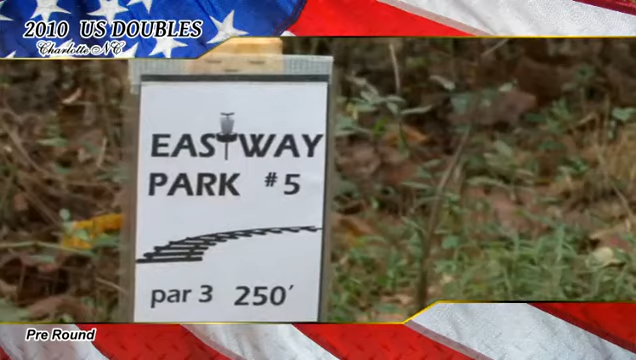 2010 US DOUBLES
Charlotte NC
EASTWAY
PARK #5
par 3 250'
Pre Round